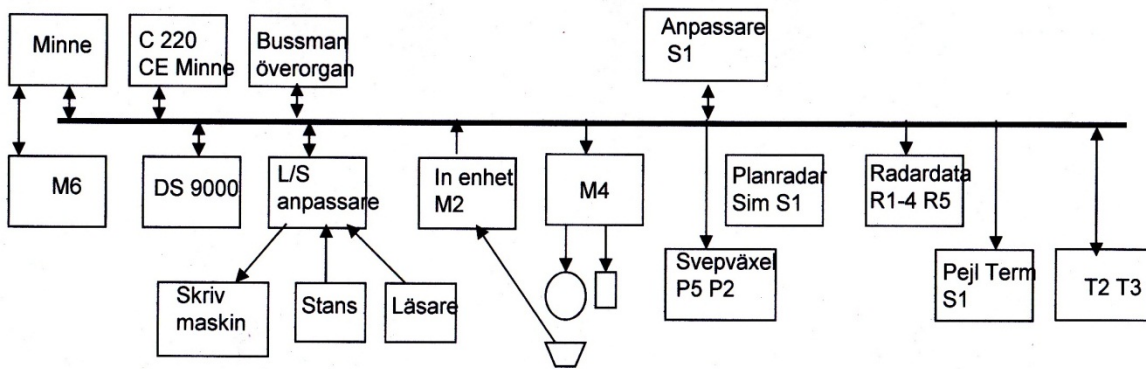 Minne
C 220
CE Minne
Bussman
överorgan
Anpassare
S1
M6
DS 9000
L/S
anpassare
In enhet
M2
M4
Planradar
Sim S1
Radardata
R1-4 R5
Svepväxel
P5 P2
Pejl Term
S1
T2 T3
Skriv
maskin
Stans
Läsare